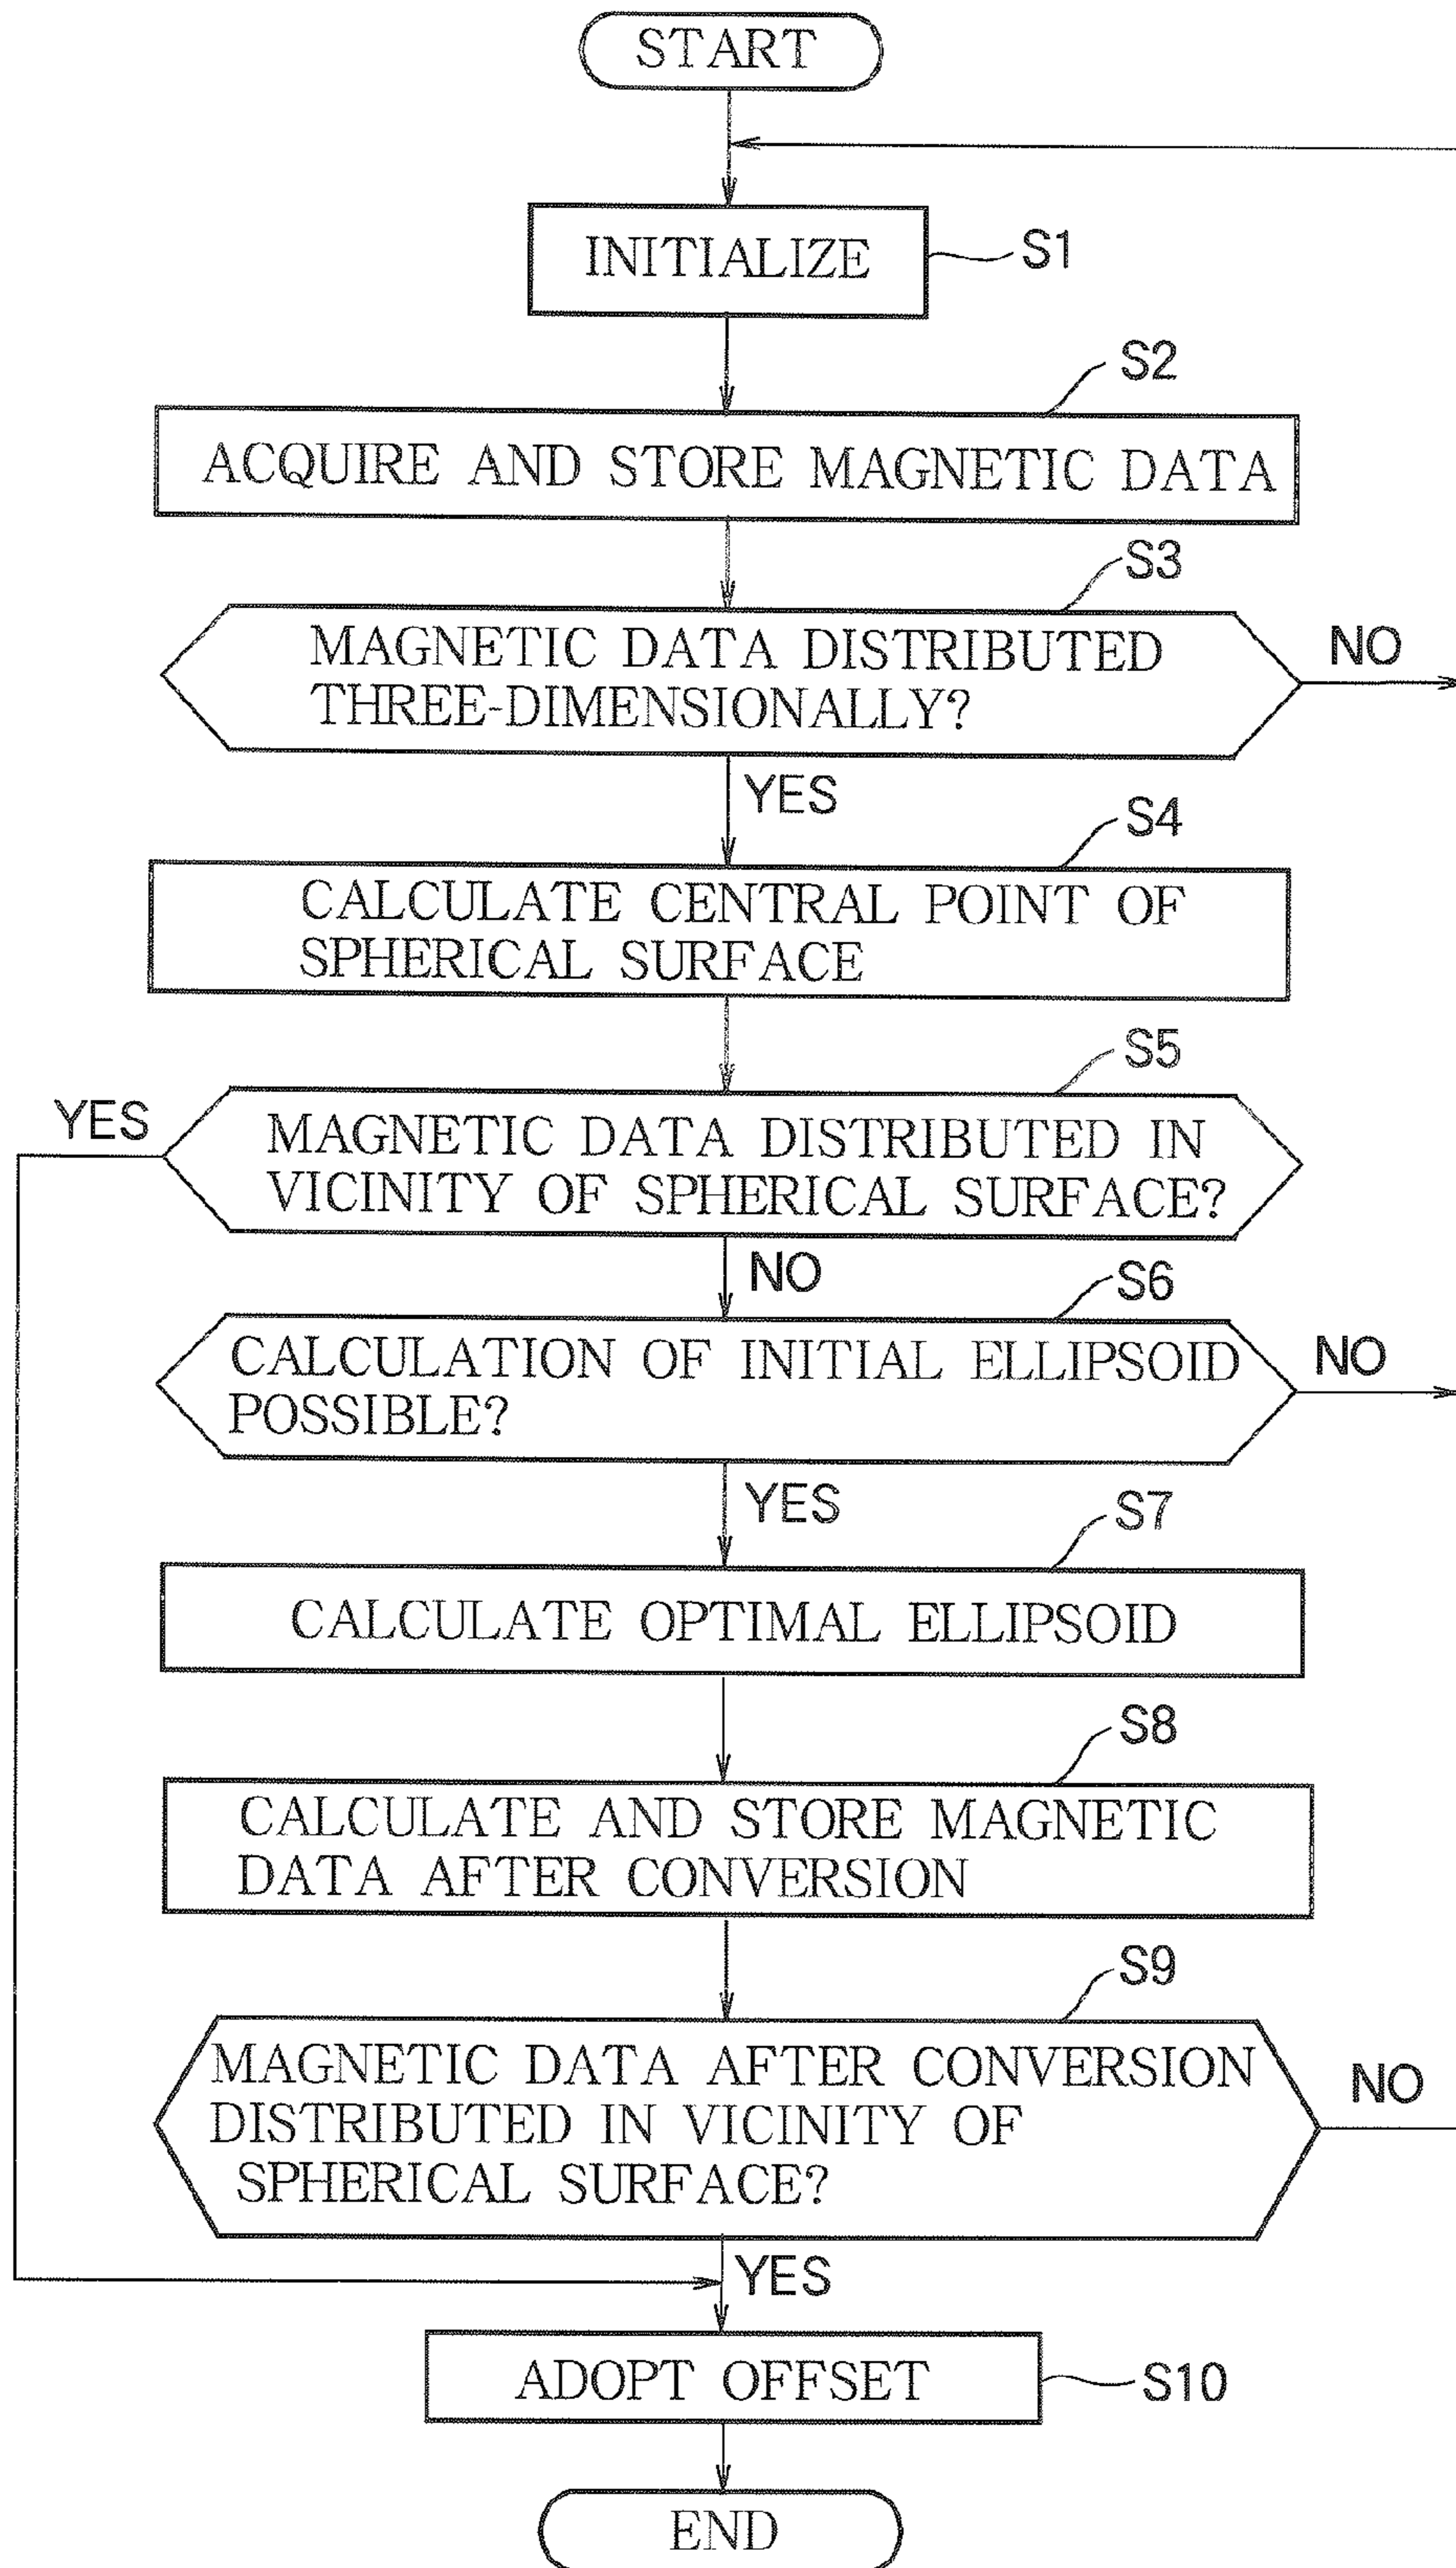 START
INITIALIZE
S1
S2
ACQUIRE AND STORE MAGNETIC DATA
S3
MAGNETIC DATA DISTRIBUTED
THREE-DIMENSIONALLY?
NO
YES
S4
CALCULATE CENTRAL POINT OF
SPHERICAL SURFACE
S5
YES
MAGNETIC DATA DISTRIBUTED IN
VICINITY OF SPHERICAL SURFACE?
NO
S6
CALCULATION OF INITIAL ELLIPSOID
POSSIBLE?
NO
YES
S7
CALCULATE OPTIMAL ELLIPSOID
S8
CALCULATE AND STORE MAGNETIC
DATA AFTER CONVERSION
S9
MAGNETIC DATA AFTER CONVERSION
DISTRIBUTED IN VICINITY OF
SPHERICAL SURFACE?
NO
YES
ADOPT OFFSET
S10
END